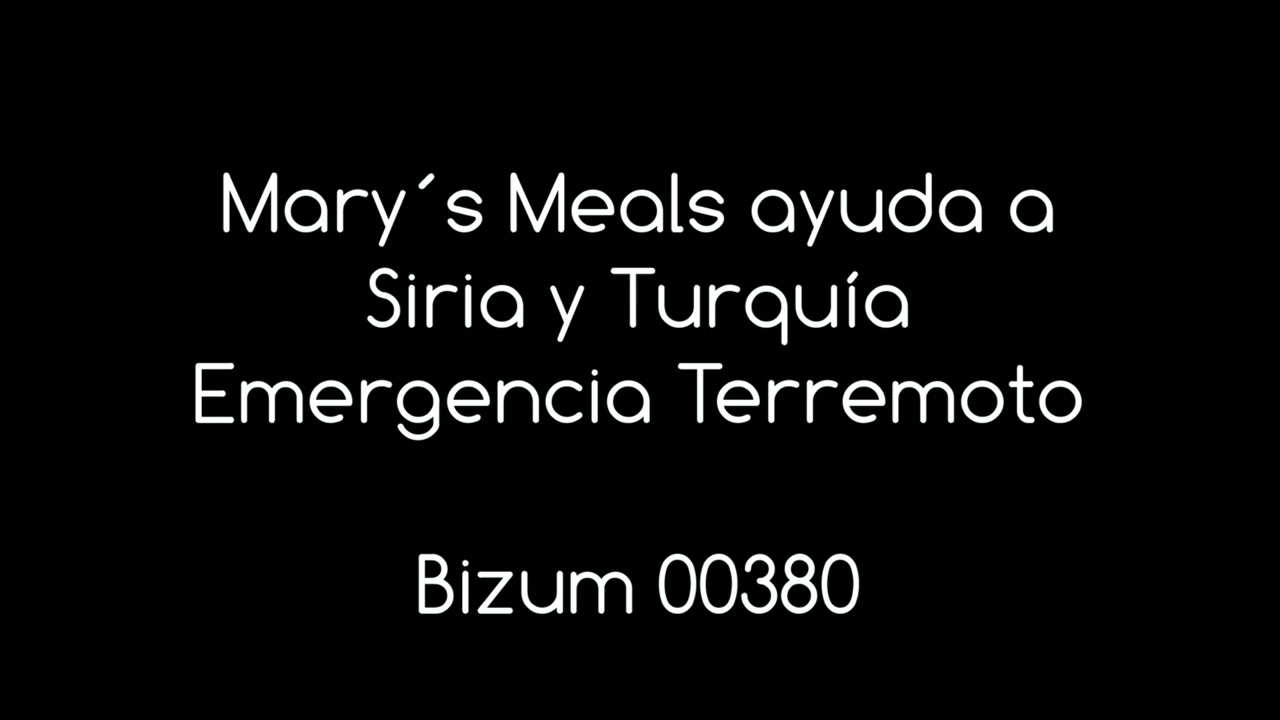 Mary´s Meals ayuda a
Siria y Turquía
Emergencia Terremoto
Bizum 00380